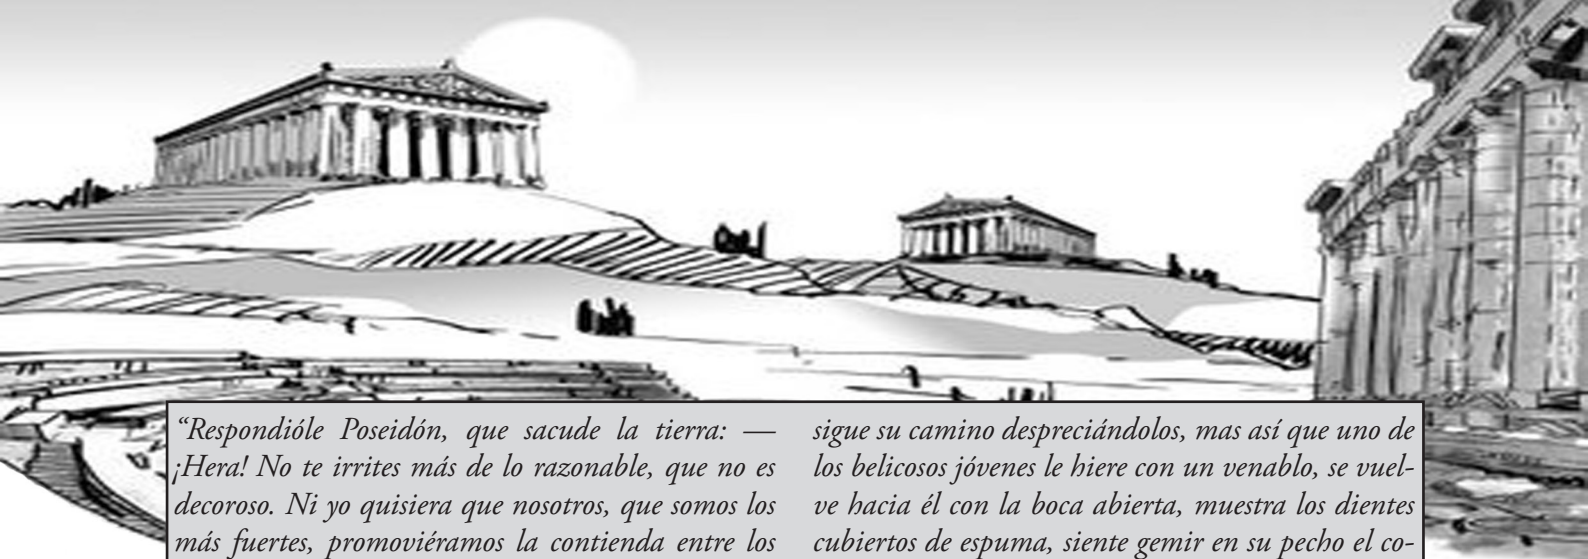 “Respondióle Poseidón, que sacude la tierra: —
¡Hera! No te irrites más de lo razonable, que no es
decoroso. Ni yo quisiera que nosotros, que somos los
más fuertes, promoviéramos la contienda entre los
sigue su camino despreciándolos, mas así que uno de
los belicosos jóvenes le hiere con un venablo, se vuel-
ve hacia él con la boca abierta, muestra los dientes
cubiertos de espuma, siente gemir en su pecho el co-